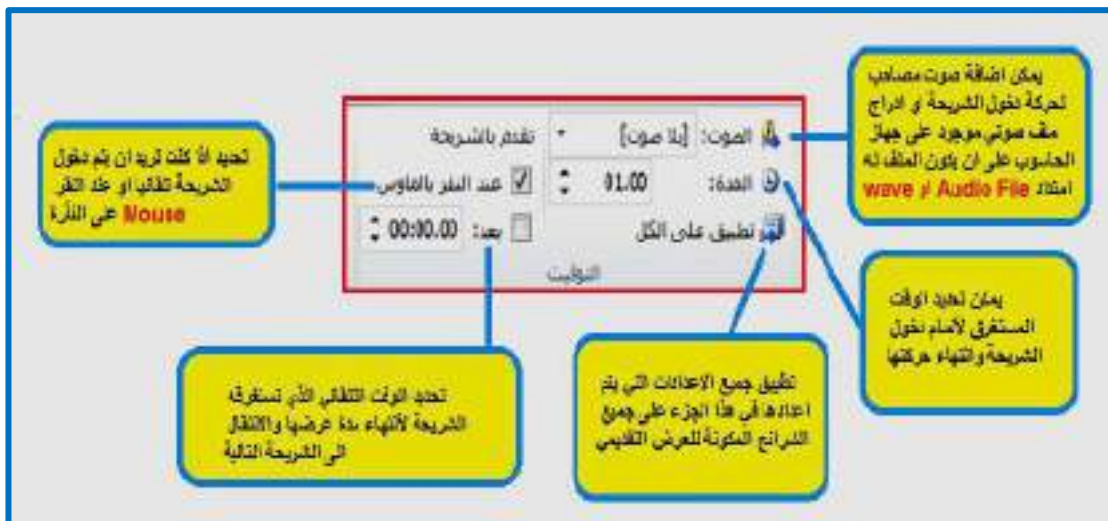 يمكن اضافة صوت مصاحب
لحركة دخول الشريحة او ادراج
ملف صوتي موجود على جهاز
الحاسوب على ان يكون الملف له
امتداد Audio File او wave
الصوت: [بلا صوت]
تقدم بالشريحة
المدة: 01.00
عند النقر بالماوس
تطبيق على الكل
بعد: 00:00.00
التوقيت
تحديد اذا كنت تريد ان يتم دخول
الشريحة تلقائيا او عند النقر
على Mouse
يمكن تحديد الوقت
المستغرق لأتمام دخول
الشريحة وانتهاء حركتها
تطبيق جميع الاعدادات التي يتم
اعدادها في هذا الجزء على جميع
الشرائح المكونة للعرض التقديمي
تحديد الوقت التلقائي الذي تستغرقه
الشريحة لأنتهاء مدة عرضها والانتقال
الى الشريحة التالية